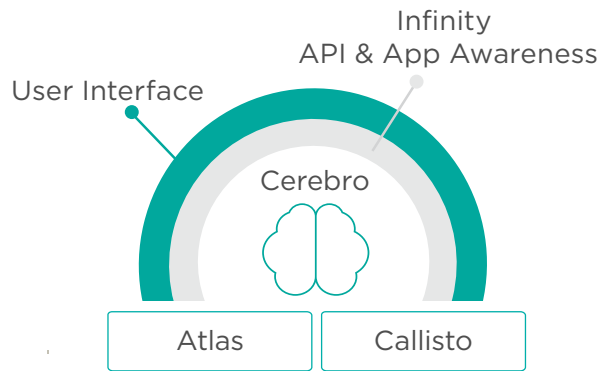 Infinity
API & App Awareness
User Interface
Cerebro
Atlas
Callisto